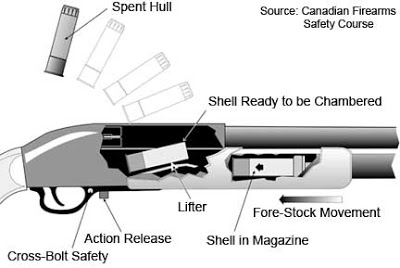 Spent Hull
Source: Canadian Firearms
Safety Course
Shell Ready to be Chambered
Lifter
Fore-Stock Movement
Action Release
Shell in Magazine
Cross-Bolt Safety